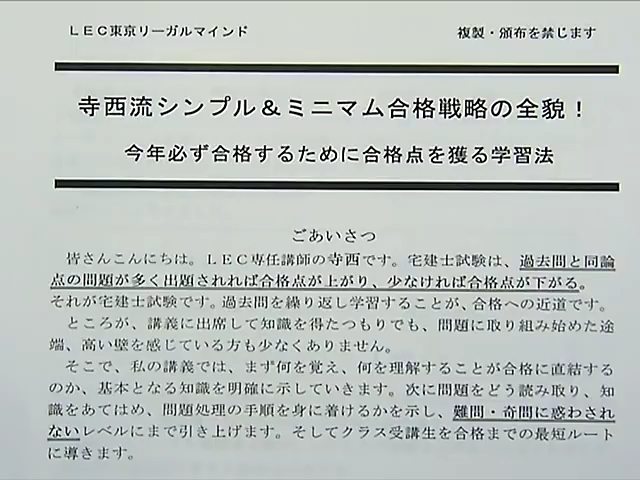 LEC東京リーガルマインド
複製・頒布を禁じます
寺西流シンプル＆ミニマム合格戦略の全貌！
今年必ず合格するために合格点を獲る学習法
ごあいさつ
皆さんこんにちは。LEC専任講師の寺西です。宅建士試験は、過去問と同論
点の問題が多く出題されれば合格点が上がり、少なければ合格点が下がる。
それが宅建士試験です。過去問を繰り返し学習することが、合格への近道です。
ところが、講義に出席して知識を得たつもりでも、問題に取り組み始めた途
端、高い壁を感じている方も少なくありません。
そこで、私の講義では、まず何を覚え、何を理解することが合格に直結する
のか、基本となる知識を明確に示していきます。次に問題をどう読み取り、知
識をあてはめ、問題処理の手順を身に着けるかを示し、難問・奇問に惑わされ
ないレベルにまで引き上げます。そしてクラス受講生を合格までの最短ルート
に導きます。